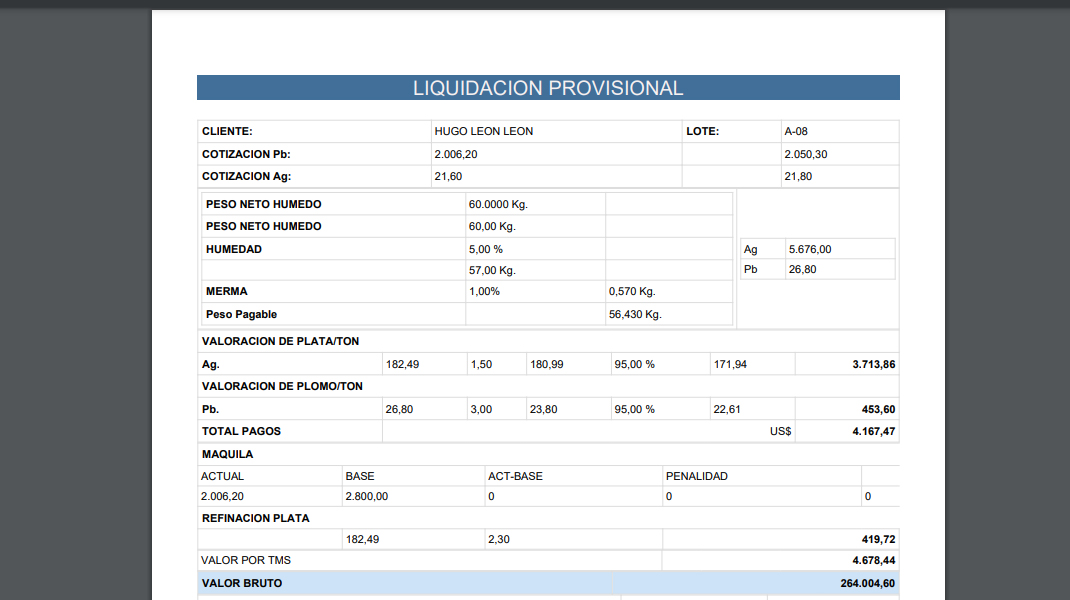 LIQUIDACION PROVISIONAL
CLIENTE: HUGO LEON LEON LOTE: A-08
COTIZACION Pb: 2.006,20 2.050,30
COTIZACION Ag: 21,60 21,80
PESO NETO HUMEDO 60.0000 Kg.
PESO NETO HUMEDO 60,00 Kg.
HUMEDAD 5,00 %
57,00 Kg.
MERMA 1,00% 0,570 Kg.
Peso Pagable 56,430 Kg.
Ag 5.676,00
Pb 26,80
VALORACION DE PLATA/TON
Ag. 182,49 1,50 180,99 95,00 % 171,94 3.713,86
VALORACION DE PLOMO/TON
Pb. 26,80 3,00 23,80 95,00 % 22,61 453,60
TOTAL PAGOS US$ 4.167,47
MAQUILA
ACTUAL BASE ACT-BASE PENALIDAD
2.006,20 2.800,00 0 0 0
REFINACION PLATA
182,49 2,30 419,72
VALOR POR TMS 4.678,44
VALOR BRUTO 264.004,60